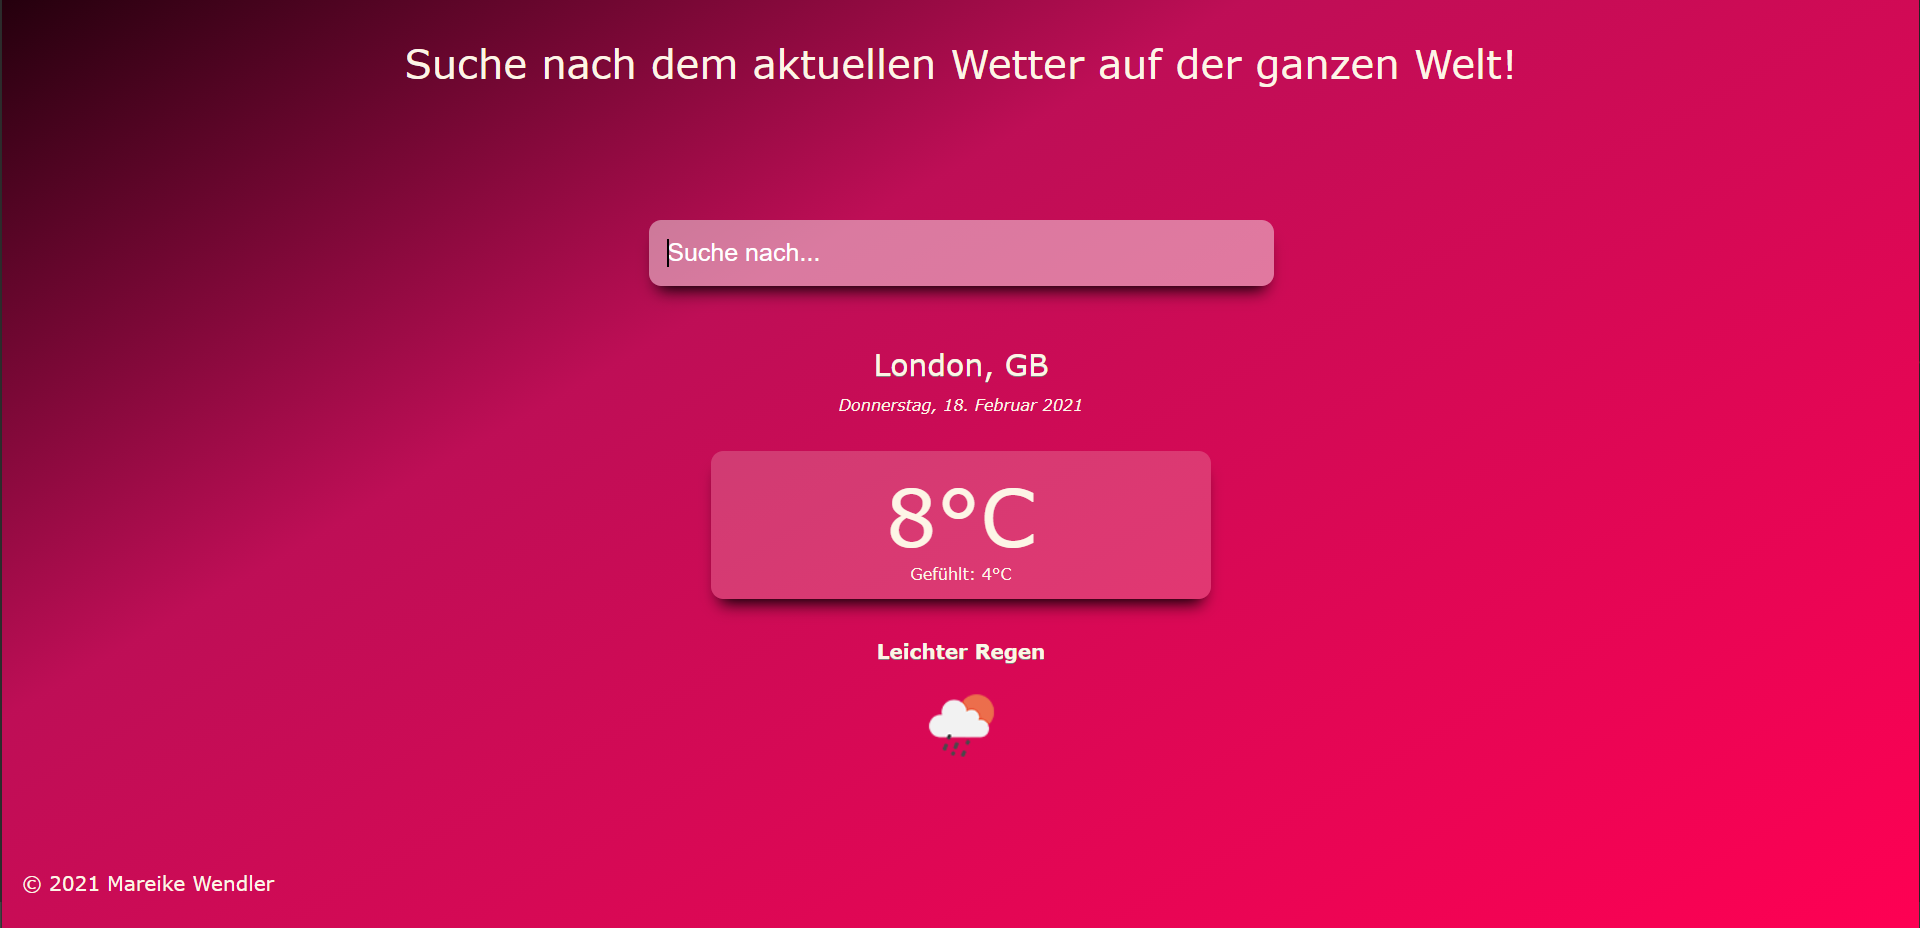 Suche nach dem aktuellen Wetter auf der ganzen Welt!
Suche nach...
London, GB
Donnerstag, 18. Februar 2021
8°C
Gefühlt: 4°C
Leichter Regen
© 2021 Mareike Wendler